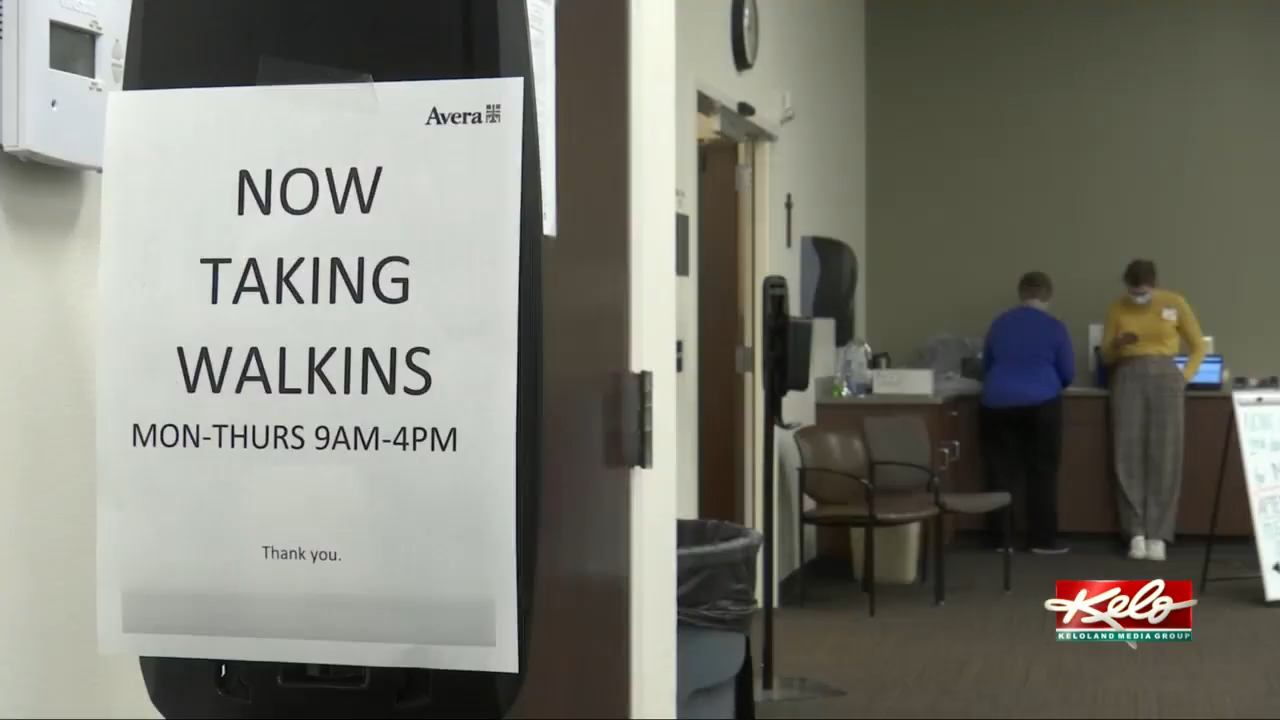 Avera
NOW
TAKING
WALKINS
MON-THURS 9AM-4PM
Thank you.
Kelo
KELOLAND MEDIA GROUP